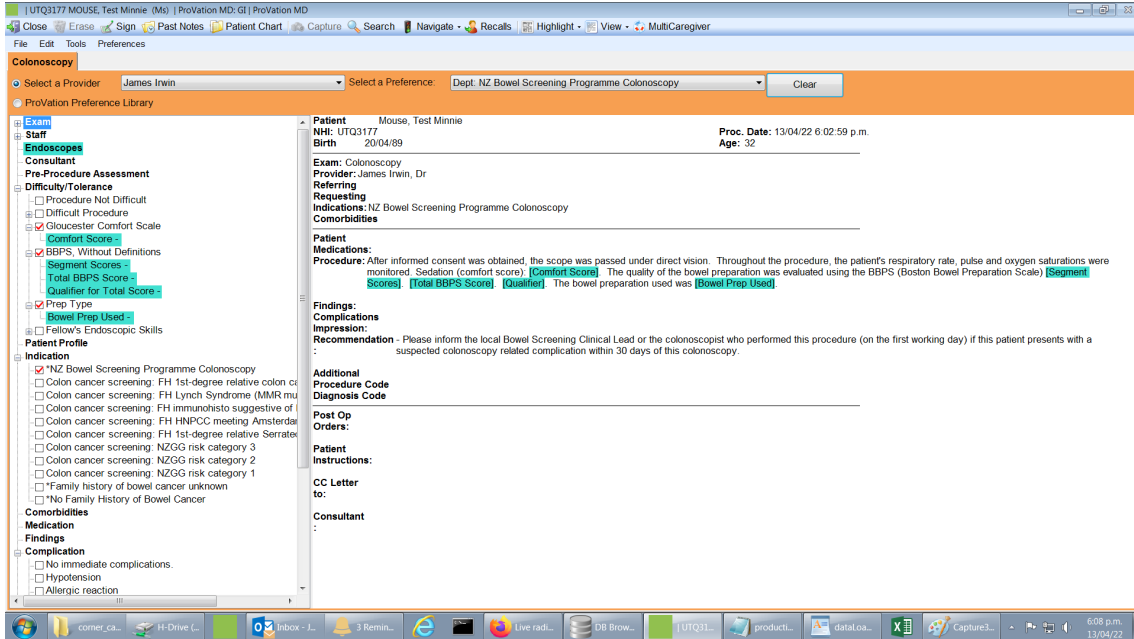 | UTQ3177 MOUSE, Test Minnie (Ms) | ProVation MD: GI | ProVation MD
Close Erase Sign Past Notes Patient Chart Capture Search Navigate Recalls Highlight View MultiCaregiver
File Edit Tools Preferences
Colonoscopy
Select a Provider James Irwin Select a Preference: Dept: NZ Bowel Screening Programme Colonoscopy Clear
ProVation Preference Library
Exam
Staff
Endoscopes
Consultant
Pre-Procedure Assessment
Difficulty/Tolerance
Procedure Not Difficult
Difficult Procedure
Gloucester Comfort Scale
Comfort Score -
BBPS, Without Definitions
Segment Scores -
Total BBPS Score -
Qualifier for Total Score -
Prep Type
Bowel Prep Used -
Fellow's Endoscopic Skills
Patient Profile
Indication
*NZ Bowel Screening Programme Colonoscopy
Colon cancer screening: FH 1st-degree relative colon ca
Colon cancer screening: FH Lynch Syndrome (MMR mu
Colon cancer screening: FH immunohisto suggestive of
Colon cancer screening: FH HNPCC meeting Amsterdar
Colon cancer screening: FH 1st-degree relative Serrated
Colon cancer screening: NZGG risk category 3
Colon cancer screening: NZGG risk category 2
Colon cancer screening: NZGG risk category 1
*Family history of bowel cancer unknown
*No Family History of Bowel Cancer
Comorbidities
Medication
Findings
Complication
No immediate complications.
Hypotension
Allergic reaction
Patient Mouse, Test Minnie
NHI: UTQ3177 Proc. Date: 13/04/22 6:02:59 p.m.
Birth 20/04/89 Age: 32
Exam: Colonoscopy
Provider: James Irwin, Dr
Referring
Requesting
Indications: NZ Bowel Screening Programme Colonoscopy
Comorbidities
Patient
Medications:
Procedure: After informed consent was obtained, the scope was passed under direct vision. Throughout the procedure, the patient's respiratory rate, pulse and oxygen saturations were
monitored. Sedation (comfort score): [Comfort Score]. The quality of the bowel preparation was evaluated using the BBPS (Boston Bowel Preparation Scale) [Segment
Scores]. [Total BBPS Score]. [Qualifier]. The bowel preparation used was [Bowel Prep Used].
Findings:
Complications
Impression:
Recommendation - Please inform the local Bowel Screening Clinical Lead or the colonoscopist who performed this procedure (on the first working day) if this patient presents with a
: suspected colonoscopy related complication within 30 days of this colonoscopy.
Additional
Procedure Code
Diagnosis Code
Post Op
Orders:
Patient
Instructions:
CC Letter
to:
Consultant
:
corner_ca... H-Drive (... Inbox - J... 3 Remin... Live radi... DB Brow... | UTQ31... producti... dataLoa... Capture3... 6:08 p.m.
13/04/22